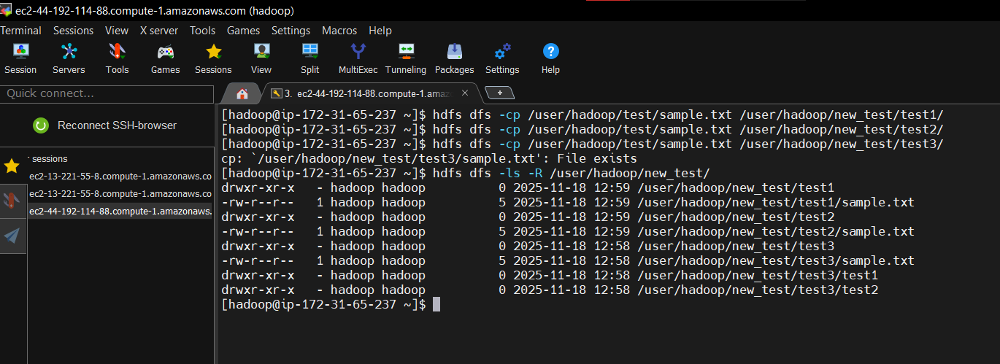 ec2-44-192-114-88.compute-1.amazonaws.com (hadoop)
Terminal Sessions View X server Tools Games Settings Macros Help
Session Servers Tools Games Sessions View Split MultiExec Tunneling Packages Settings Help
Quick connect...
3. ec2-44-192-114-88.compute-1.amaz
Reconnect SSH-browser
sessions
ec2-13-221-55-8.compute-1.amazonaws.co
ec2-13-221-55-8.compute-1.amazonaws.co
ec2-44-192-114-88.compute-1.amazonaws.
[hadoop@ip-172-31-65-237 ~]$ hdfs dfs -cp /user/hadoop/test/sample.txt /user/hadoop/new_test/test1/
[hadoop@ip-172-31-65-237 ~]$ hdfs dfs -cp /user/hadoop/test/sample.txt /user/hadoop/new_test/test2/
[hadoop@ip-172-31-65-237 ~]$ hdfs dfs -cp /user/hadoop/test/sample.txt /user/hadoop/new_test/test3/
cp: `/user/hadoop/new_test/test3/sample.txt': File exists
[hadoop@ip-172-31-65-237 ~]$ hdfs dfs -ls -R /user/hadoop/new_test/
drwxr-xr-x   - hadoop hadoop          0 2025-11-18 12:59 /user/hadoop/new_test/test1
-rw-r--r--   1 hadoop hadoop          5 2025-11-18 12:59 /user/hadoop/new_test/test1/sample.txt
drwxr-xr-x   - hadoop hadoop          0 2025-11-18 12:59 /user/hadoop/new_test/test2
-rw-r--r--   1 hadoop hadoop          5 2025-11-18 12:59 /user/hadoop/new_test/test2/sample.txt
drwxr-xr-x   - hadoop hadoop          0 2025-11-18 12:58 /user/hadoop/new_test/test3
-rw-r--r--   1 hadoop hadoop          5 2025-11-18 12:58 /user/hadoop/new_test/test3/sample.txt
drwxr-xr-x   - hadoop hadoop          0 2025-11-18 12:58 /user/hadoop/new_test/test3/test1
drwxr-xr-x   - hadoop hadoop          0 2025-11-18 12:58 /user/hadoop/new_test/test3/test2
[hadoop@ip-172-31-65-237 ~]$